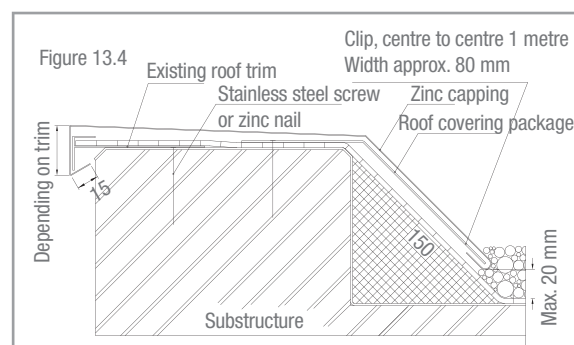 Figure 13.4
Clip, centre to centre 1 metre
Width approx. 80 mm
Existing roof trim
Zinc capping
Stainless steel screw
or zinc nail
Roof covering package
Depending on trim
15
150
Max. 20 mm
Substructure